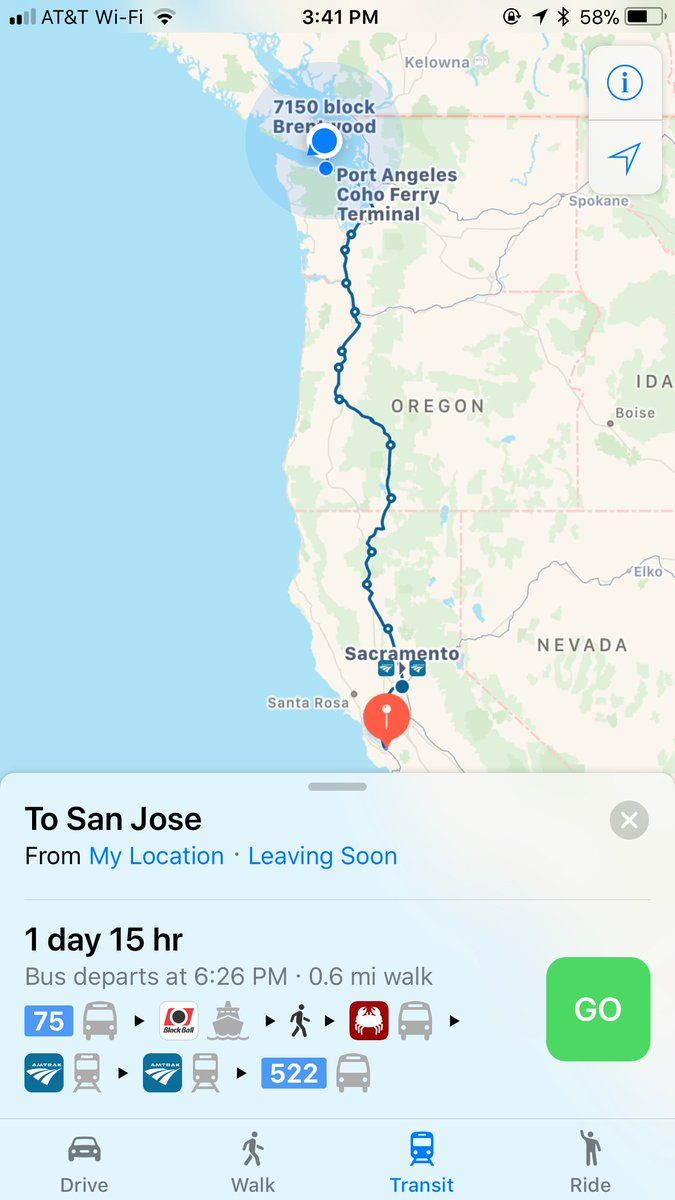 AT&T Wi-Fi 3:41 PM 58%
Kelowna
7150 block
Brentwood
Port Angeles
Coho Ferry
Terminal
Spokane
IDA
OREGON
Boise
Elko
NEVADA
Sacramento
Santa Rosa
To San Jose
From My Location · Leaving Soon
1 day 15 hr
Bus departs at 6:26 PM · 0.6 mi walk
GO
75 Black Ball
AMTRAK AMTRAK 522
Drive Walk Transit Ride